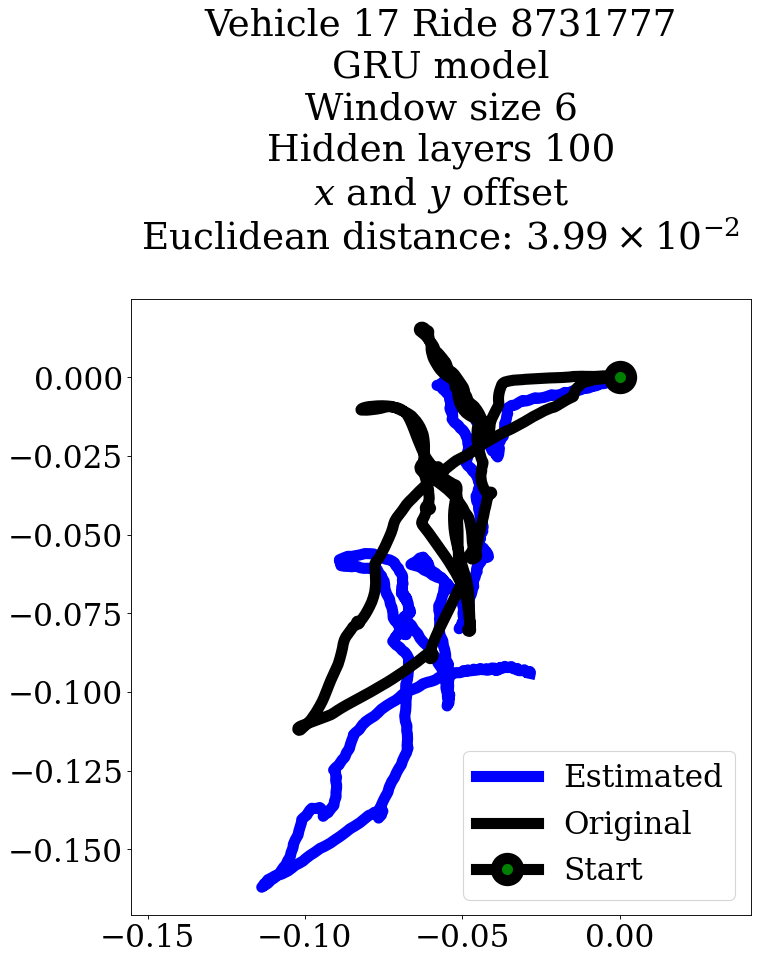 Vehicle 17 Ride 8731777
GRU model
Window size 6
Hidden layers 100
x and y offset
Euclidean distance: 3.99 × 10⁻²
0.000
−0.025
−0.050
−0.075
−0.100
−0.125
−0.150
Estimated
Original
Start
−0.15 −0.10 −0.05 0.00